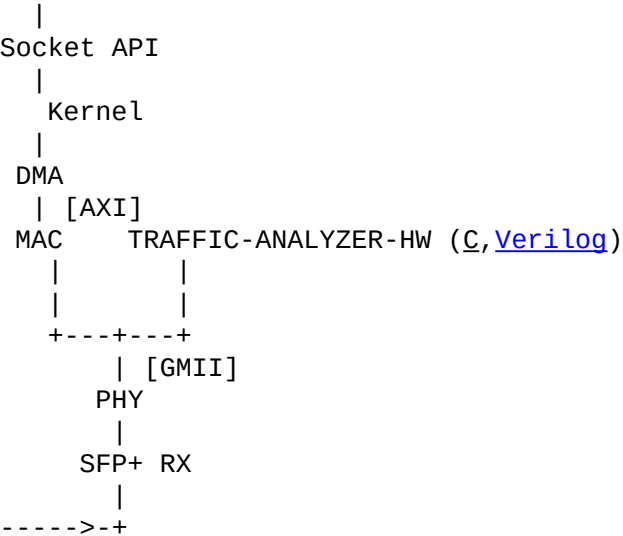 |
Socket API
|
Kernel
|
DMA
| [AXI]
MAC TRAFFIC-ANALYZER-HW (C,Verilog)
| |
| |
+---+---+
| [GMII]
PHY
|
SFP+ RX
|
----->-+